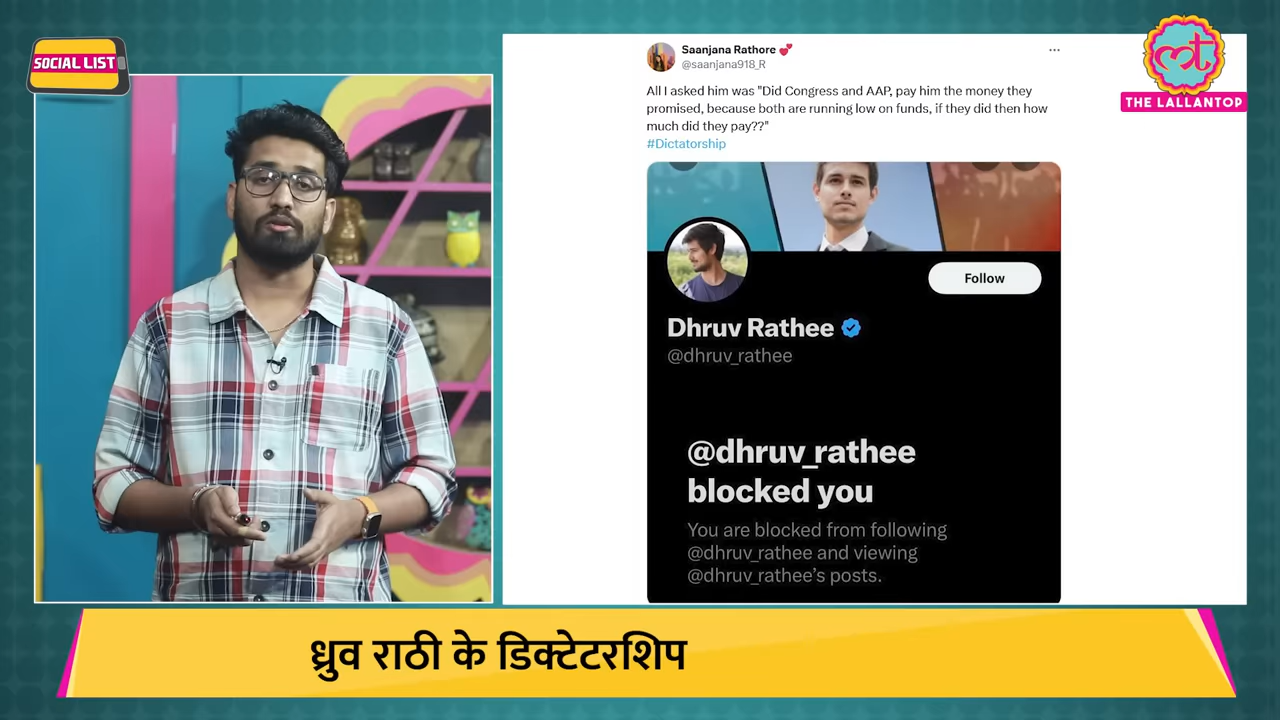 SOCIAL LIST
Saanjana Rathore 💕
@saanjana918_R
All I asked him was "Did Congress and AAP, pay him the money they
promised, because both are running low on funds, if they did then how
much did they pay??"
#Dictatorship
Follow
Dhruv Rathee
@dhruv_rathee
@dhruv_rathee
blocked you
You are blocked from following
@dhruv_rathee and viewing
@dhruv_rathee’s posts.
लт
THE LALLANTOP
ध्रुव राठी के डिक्टेटरशिप